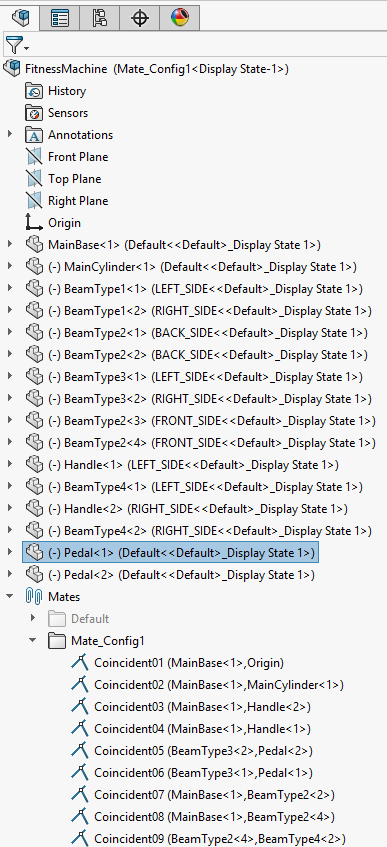 FitnessMachine (Mate_Config1<Display State-1>)
History
Sensors
Annotations
Front Plane
Top Plane
Right Plane
Origin
MainBase<1> (Default<<Default>_Display State 1>)
(-) MainCylinder<1> (Default<<Default>_Display State 1>)
(-) BeamType1<1> (LEFT_SIDE<<Default>_Display State 1>)
(-) BeamType1<2> (RIGHT_SIDE<<Default>_Display State 1>)
(-) BeamType2<1> (BACK_SIDE<<Default>_Display State 1>)
(-) BeamType2<2> (BACK_SIDE<<Default>_Display State 1>)
(-) BeamType3<1> (LEFT_SIDE<<Default>_Display State 1>)
(-) BeamType3<2> (RIGHT_SIDE<<Default>_Display State 1>)
(-) BeamType2<3> (FRONT_SIDE<<Default>_Display State 1>)
(-) BeamType2<4> (FRONT_SIDE<<Default>_Display State 1>)
(-) Handle<1> (LEFT_SIDE<<Default>_Display State 1>)
(-) BeamType4<1> (LEFT_SIDE<<Default>_Display State 1>)
(-) Handle<2> (RIGHT_SIDE<<Default>_Display State 1>)
(-) BeamType4<2> (RIGHT_SIDE<<Default>_Display State 1>)
(-) Pedal<1> (Default<<Default>_Display State 1>)
(-) Pedal<2> (Default<<Default>_Display State 1>)
Mates
Default
Mate_Config1
Coincident01 (MainBase<1>,Origin)
Coincident02 (MainBase<1>,MainCylinder<1>)
Coincident03 (MainBase<1>,Handle<2>)
Coincident04 (MainBase<1>,Handle<1>)
Coincident05 (BeamType3<2>,Pedal<2>)
Coincident06 (BeamType3<1>,Pedal<1>)
Coincident07 (MainBase<1>,BeamType2<2>)
Coincident08 (MainBase<1>,BeamType2<4>)
Coincident09 (BeamType2<4>,BeamType4<2>)